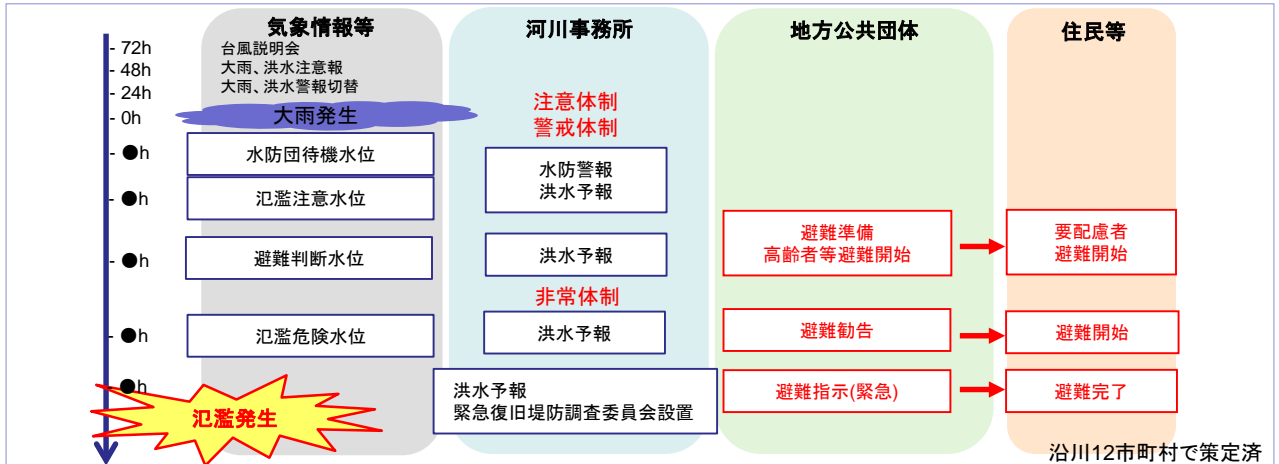 気象情報等
河川事務所
地方公共団体
住民等
- 72h
- 48h
- 24h
- 0h
台風説明会
大雨、洪水注意報
大雨、洪水警報切替
大雨発生
注意体制
警戒体制
- ●h
水防団待機水位
水防警報
洪水予報
- ●h
氾濫注意水位
- ●h
避難判断水位
洪水予報
避難準備
高齢者等避難開始
要配慮者
避難開始
非常体制
- ●h
氾濫危険水位
洪水予報
避難勧告
避難開始
●h
氾濫発生
洪水予報
緊急復旧堤防調査委員会設置
避難指示(緊急)
避難完了
沿川12市町村で策定済